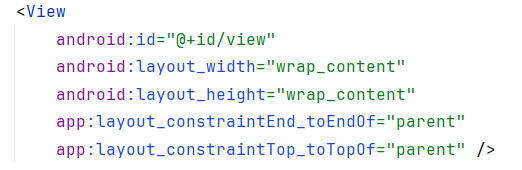 <View
android:id="@+id/view"
android:layout_width="wrap_content"
android:layout_height="wrap_content"
app:layout_constraintEnd_toEndOf="parent"
app:layout_constraintTop_toTopOf="parent" />